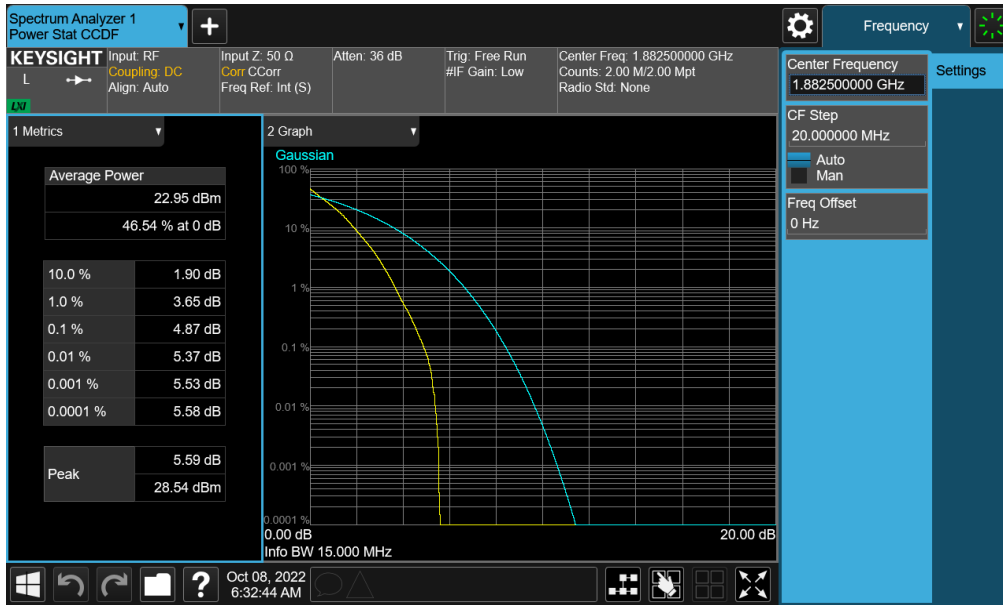 Spectrum Analyzer 1
Power Stat CCDF
Frequency
KEYSIGHT
L
LXI
Input: RF
Coupling: DC
Align: Auto
Input Z: 50 Ω
Corr CCorr
Freq Ref: Int (S)
Atten: 36 dB
Trig: Free Run
#IF Gain: Low
Center Freq: 1.882500000 GHz
Counts: 2.00 M/2.00 Mpt
Radio Std: None
Center Frequency
1.882500000 GHz
Settings
CF Step
20.000000 MHz
Auto
Man
Freq Offset
0 Hz
1 Metrics
Average Power
22.95 dBm
46.54 % at 0 dB
10.0 % 1.90 dB
1.0 % 3.65 dB
0.1 % 4.87 dB
0.01 % 5.37 dB
0.001 % 5.53 dB
0.0001 % 5.58 dB
Peak 5.59 dB
28.54 dBm
2 Graph
Gaussian
100 %
10 %
1 %
0.1 %
0.01 %
0.001 %
0.0001 %
0.00 dB 20.00 dB
Info BW 15.000 MHz
?
Oct 08, 2022
6:32:44 AM